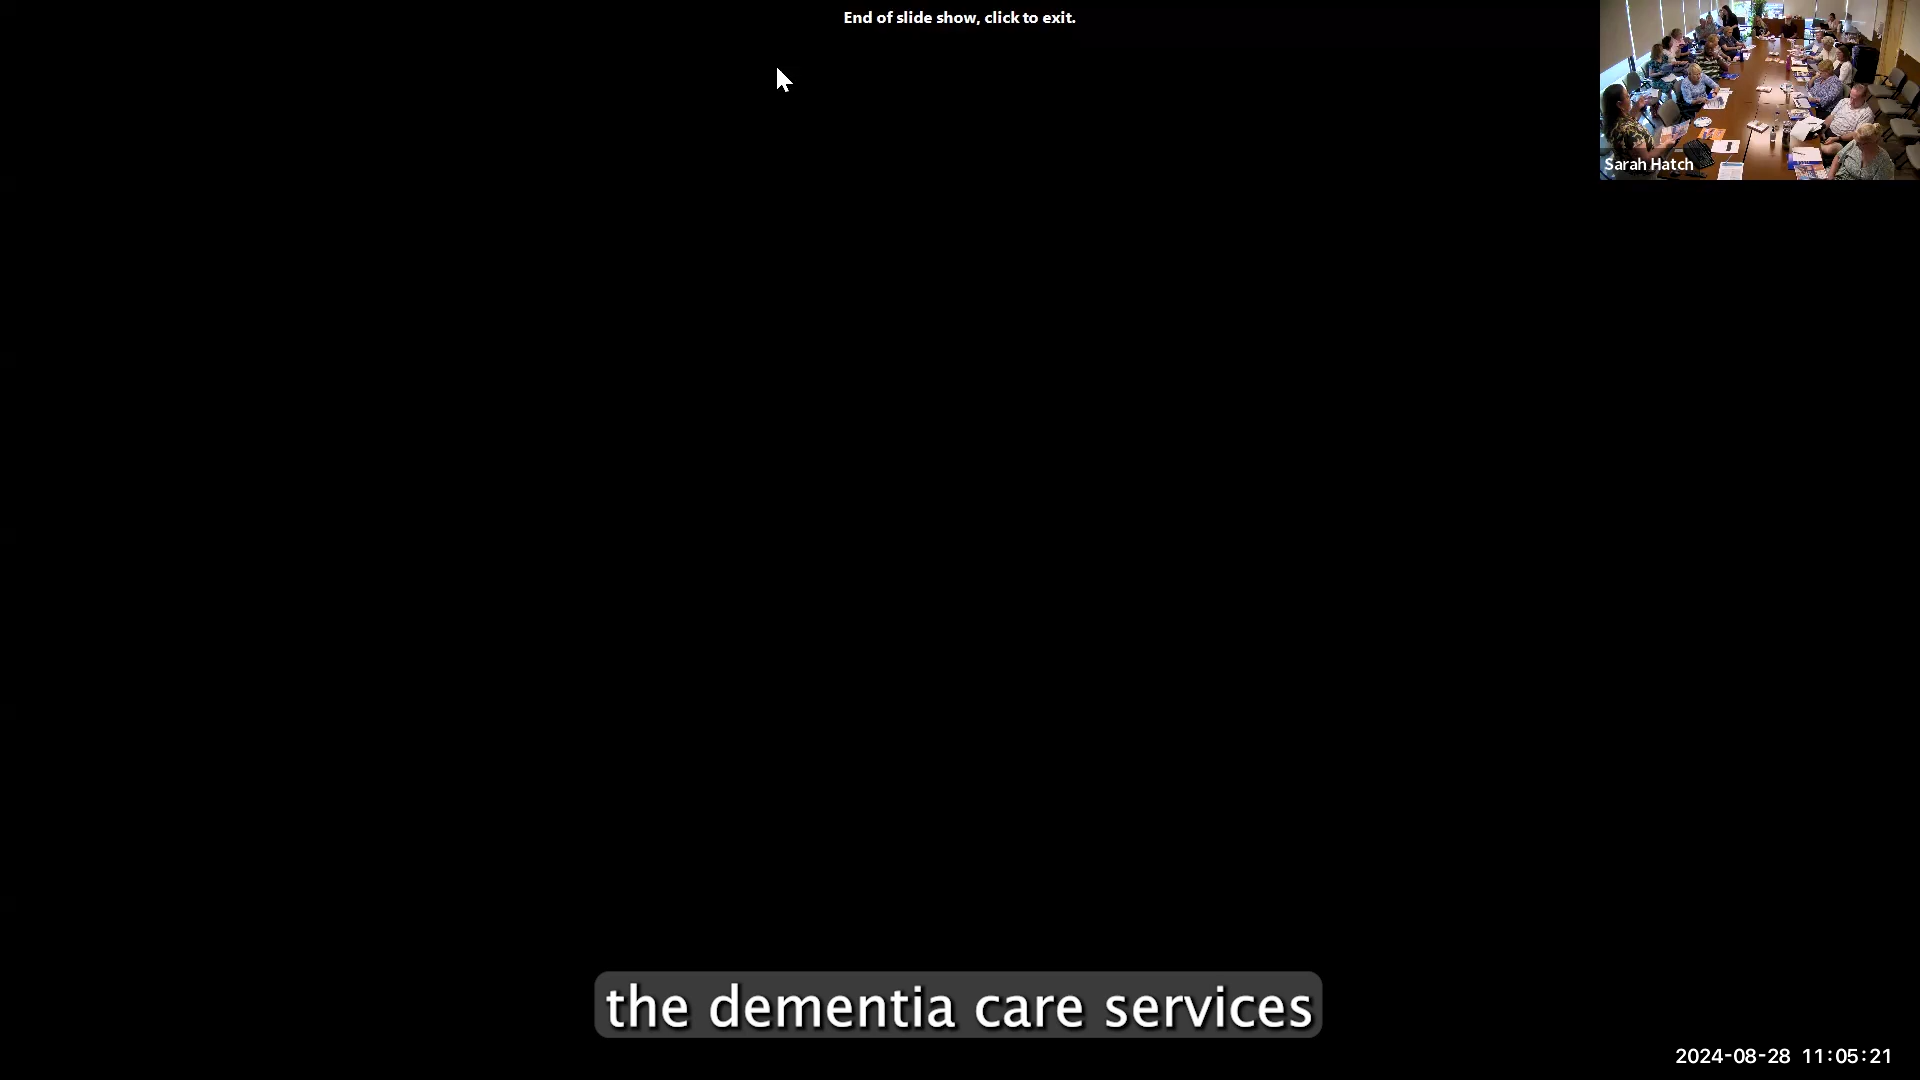 End of slide show, click to exit.
Sarah Hatch
the dementia care services
2024-08-28 11:05:21